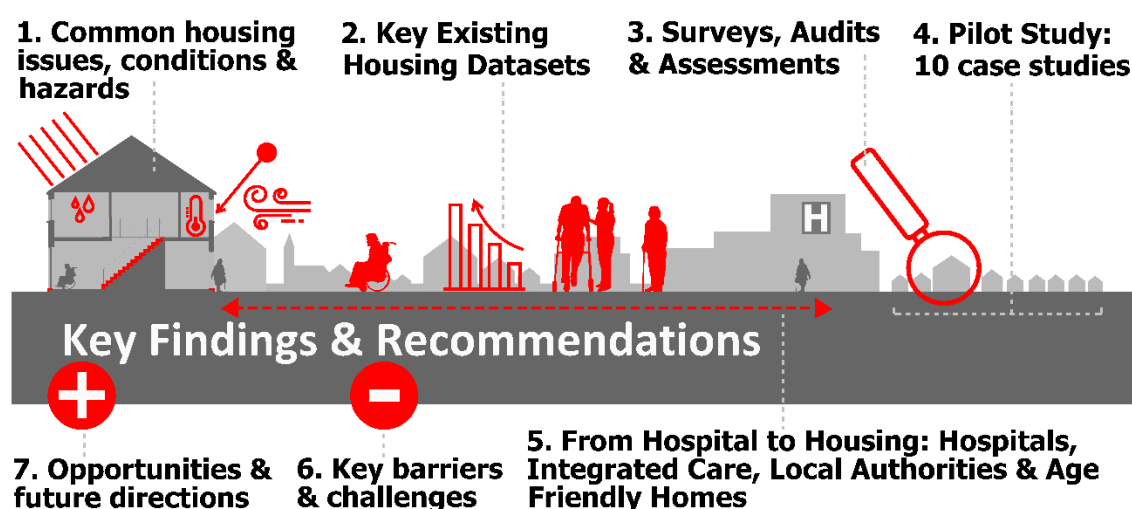 1. Common housing
issues, conditions &
hazards
2. Key Existing
Housing Datasets
3. Surveys, Audits
& Assessments
4. Pilot Study:
10 case studies
H
Key Findings & Recommendations
7. Opportunities &
future directions
6. Key barriers
& challenges
5. From Hospital to Housing: Hospitals,
Integrated Care, Local Authorities & Age
Friendly Homes